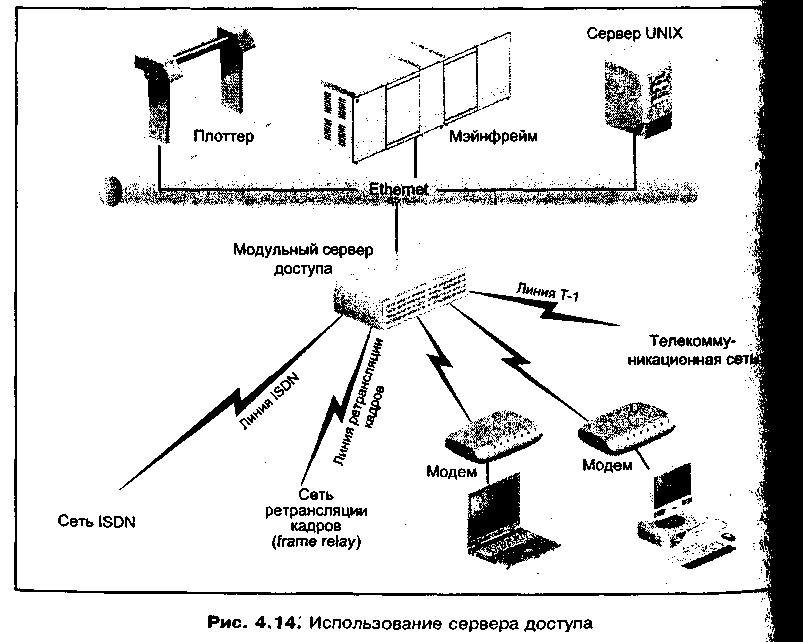 Сервер UNIX
Плоттер
Мэйнфрейм
Ethernet
Модульный сервер
доступа
Линия Т-1
Телекомму-
никационная сеть
Линия ISDN
Линия ретрансляции
кадров
Модем
Модем
Сеть ISDN
Сеть
ретрансляции
кадров
(frame relay)
Рис. 4.14. Использование сервера доступа